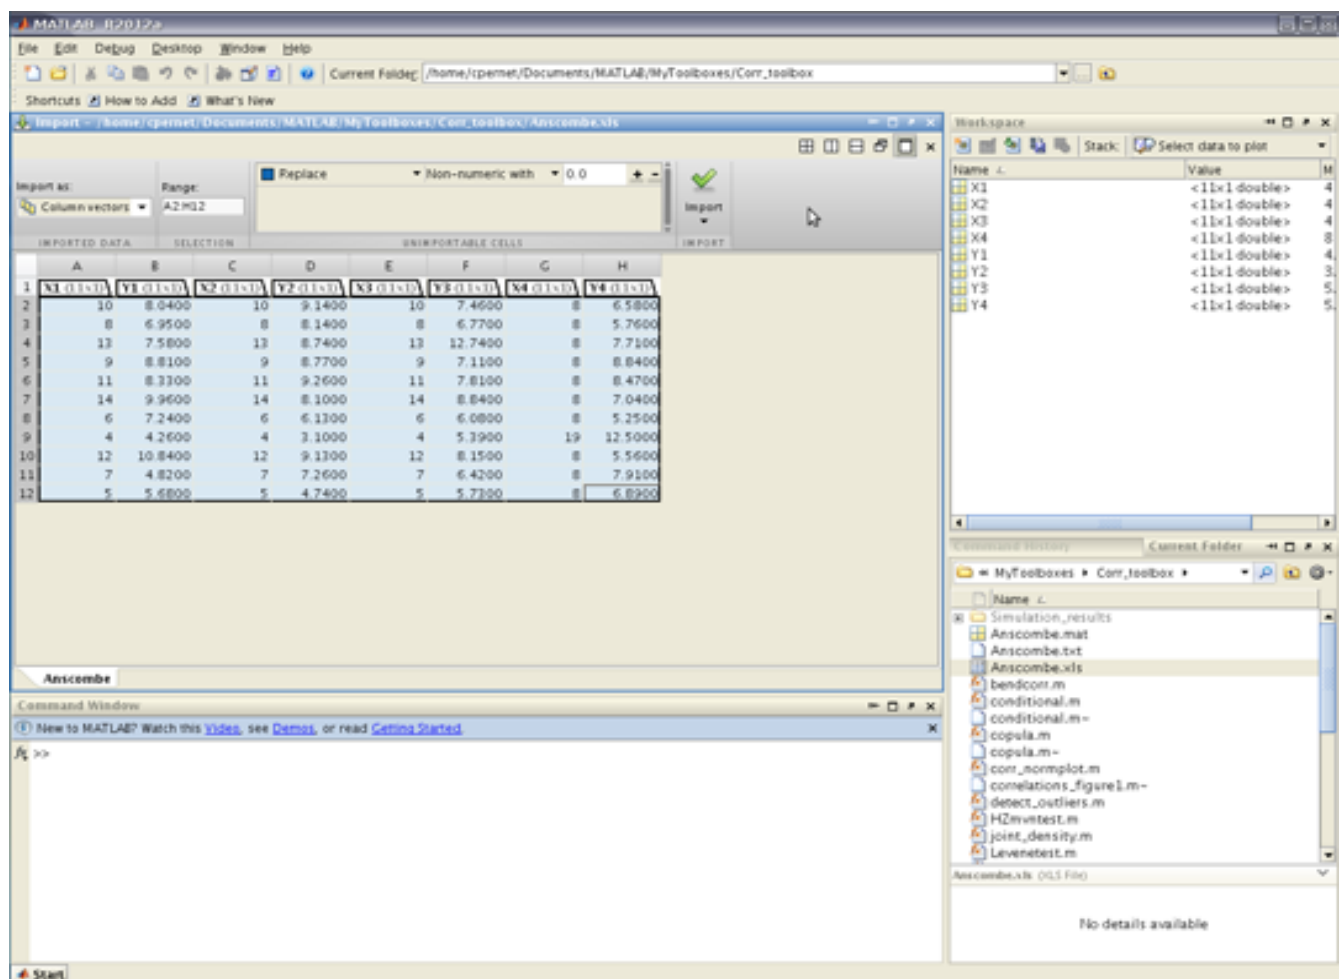 MATLAB R2012a
File Edit Debug Desktop Window Help
Current Folder: /home/cpernet/Documents/MATLAB/MyToolboxes/Corr_toolbox
Shortcuts How to Add What's New
Import - /home/cpernet/Documents/MATLAB/MyToolboxes/Corr_toolbox/Anscombe.xls
Import as: Range: Replace Non-numeric with 0.0 + -
Column vectors A2:H12 Import
IMPORTED DATA SELECTION UNIMPORTABLE CELLS IMPORT
A B C D E F G H
1 X1 (11x1) Y1 (11x1) X2 (11x1) Y2 (11x1) X3 (11x1) Y3 (11x1) X4 (11x1) Y4 (11x1)
2 10 8.0400 10 9.1400 10 7.4600 8 6.5800
3 8 6.9500 8 8.1400 8 6.7700 8 5.7600
4 13 7.5800 13 8.7400 13 12.7400 8 7.7100
5 9 8.8100 9 8.7700 9 7.1100 8 8.8400
6 11 8.3300 11 9.2600 11 7.8100 8 8.4700
7 14 9.9600 14 8.1000 14 8.8400 8 7.0400
8 6 7.2400 6 6.1300 6 6.0800 8 5.2500
9 4 4.2600 4 3.1000 4 5.3900 19 12.5000
10 12 10.8400 12 9.1300 12 8.1500 8 5.5600
11 7 4.8200 7 7.2600 7 6.4200 8 7.9100
12 5 5.6800 5 4.7400 5 5.7300 8 6.8900
Anscombe
Command Window
New to MATLAB? Watch this Video, see Demos, or read Getting Started.
fx >>
Start
Workspace
Stack: Select data to plot
Name Value M
X1 <11x1 double> 4
X2 <11x1 double> 4
X3 <11x1 double> 4
X4 <11x1 double> 8
Y1 <11x1 double> 4.
Y2 <11x1 double> 3.
Y3 <11x1 double> 5.
Y4 <11x1 double> 5.
Command History Current Folder
« MyToolboxes Corr_toolbox
Name
Simulation_results
Anscombe.mat
Anscombe.txt
Anscombe.xls
bendcorr.m
conditional.m
conditional.m~
copula.m
copula.m~
corr_normplot.m
correlations_figure1.m~
detect_outliers.m
HZmvntest.m
joint_density.m
Levenetest.m
Anscombe.xls (XLS File)
No details available